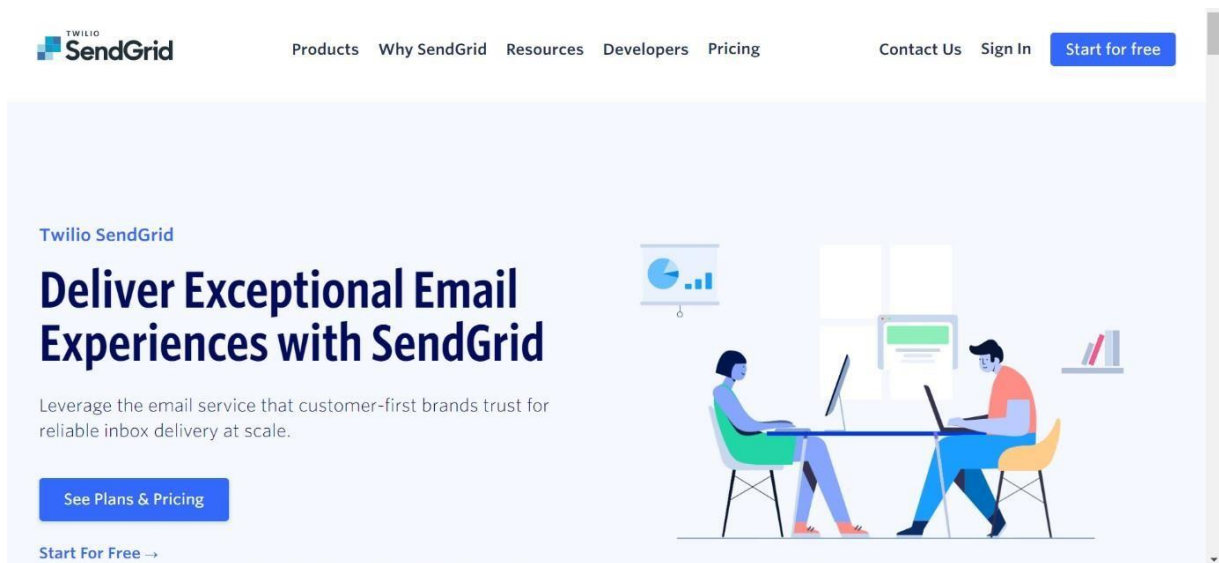 TWILIO
SendGrid
Products Why SendGrid Resources Developers Pricing Contact Us Sign In Start for free
Twilio SendGrid
Deliver Exceptional Email
Experiences with SendGrid
Leverage the email service that customer-first brands trust for
reliable inbox delivery at scale.
See Plans & Pricing
Start For Free →